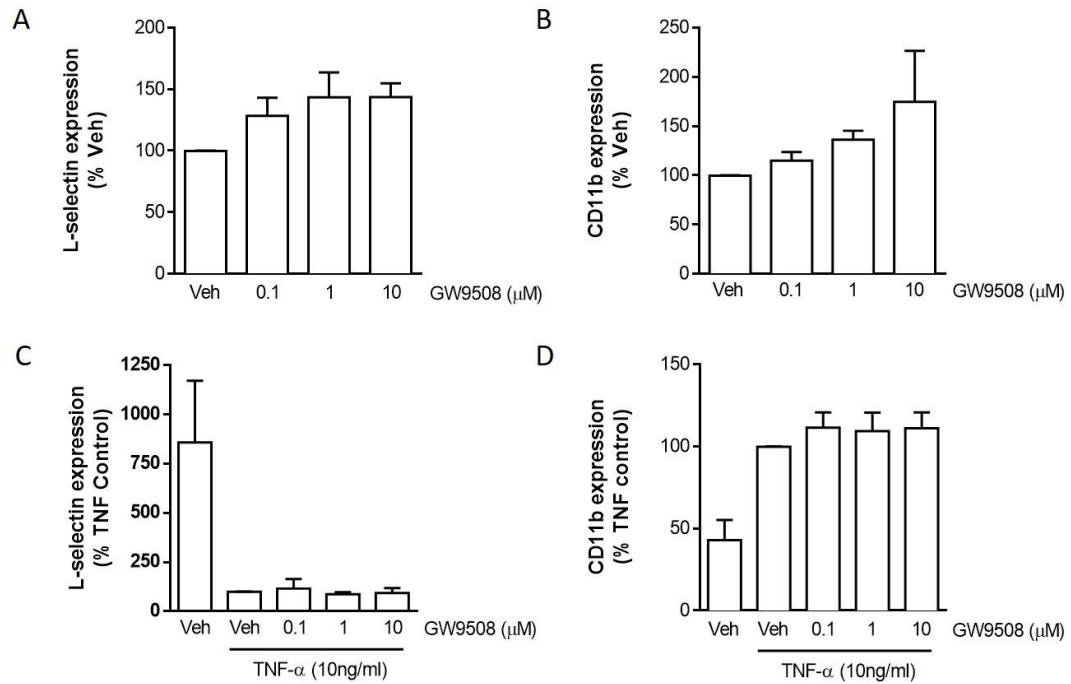 A
L-selectin expression
(% Veh)
200
150
100
50
0
Veh 0.1 1 10 GW9508 (μM)
B
CD11b expression
(% Veh)
250
200
150
100
50
0
Veh 0.1 1 10 GW9508 (μM)
C
L-selectin expression
(% TNF Control)
1250
1000
750
500
250
0
Veh Veh 0.1 1 10 GW9508 (μM)
TNF-α (10ng/ml)
D
CD11b expression
(% TNF control)
150
100
50
0
Veh Veh 0.1 1 10 GW9508 (μM)
TNF-α (10ng/ml)